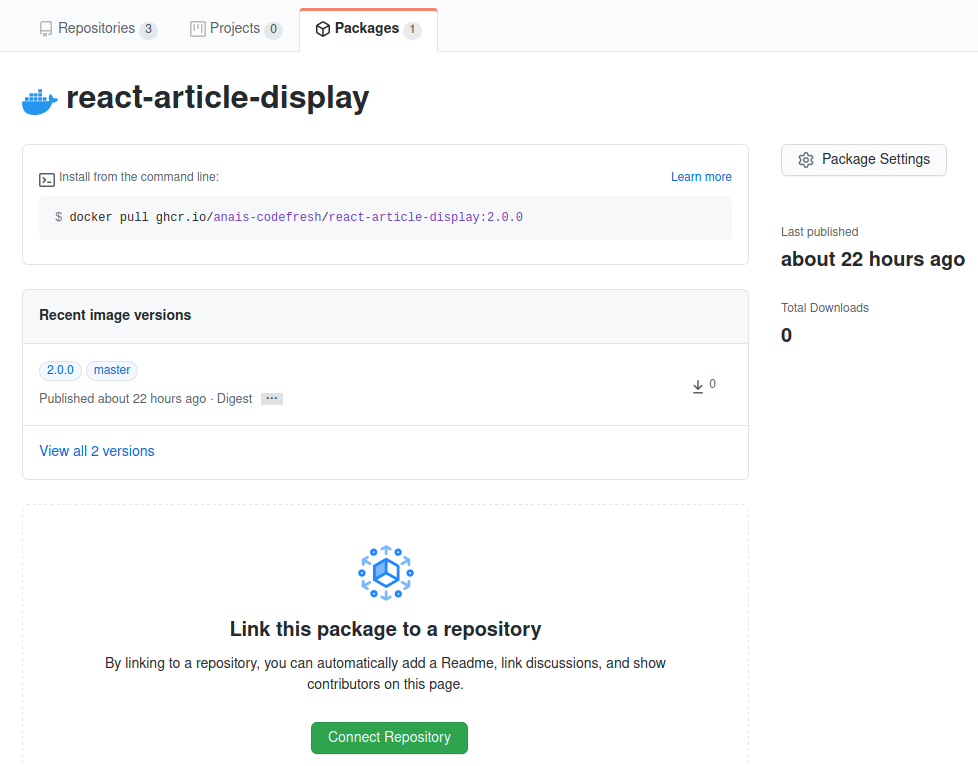 Repositories 3 Projects 0 Packages 1
react-article-display
Package Settings
Install from the command line: Learn more
$ docker pull ghcr.io/anais-codefresh/react-article-display:2.0.0
Last published
about 22 hours ago
Total Downloads
0
Recent image versions
2.0.0 master
Published about 22 hours ago · Digest ...
0
View all 2 versions
Link this package to a repository
By linking to a repository, you can automatically add a Readme, link discussions, and show
contributors on this page.
Connect Repository